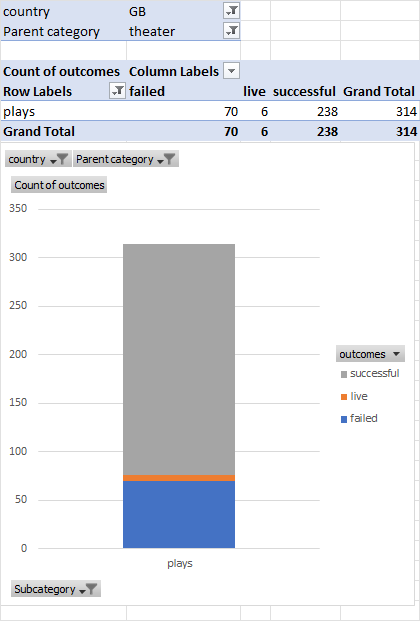 country GB
Parent category theater
Count of outcomes Column Labels
Row Labels failed live successful Grand Total
plays 70 6 238 314
Grand Total 70 6 238 314
country Parent category
Count of outcomes
350
300
250
200
150
100
50
0
plays
outcomes
successful
live
failed
Subcategory